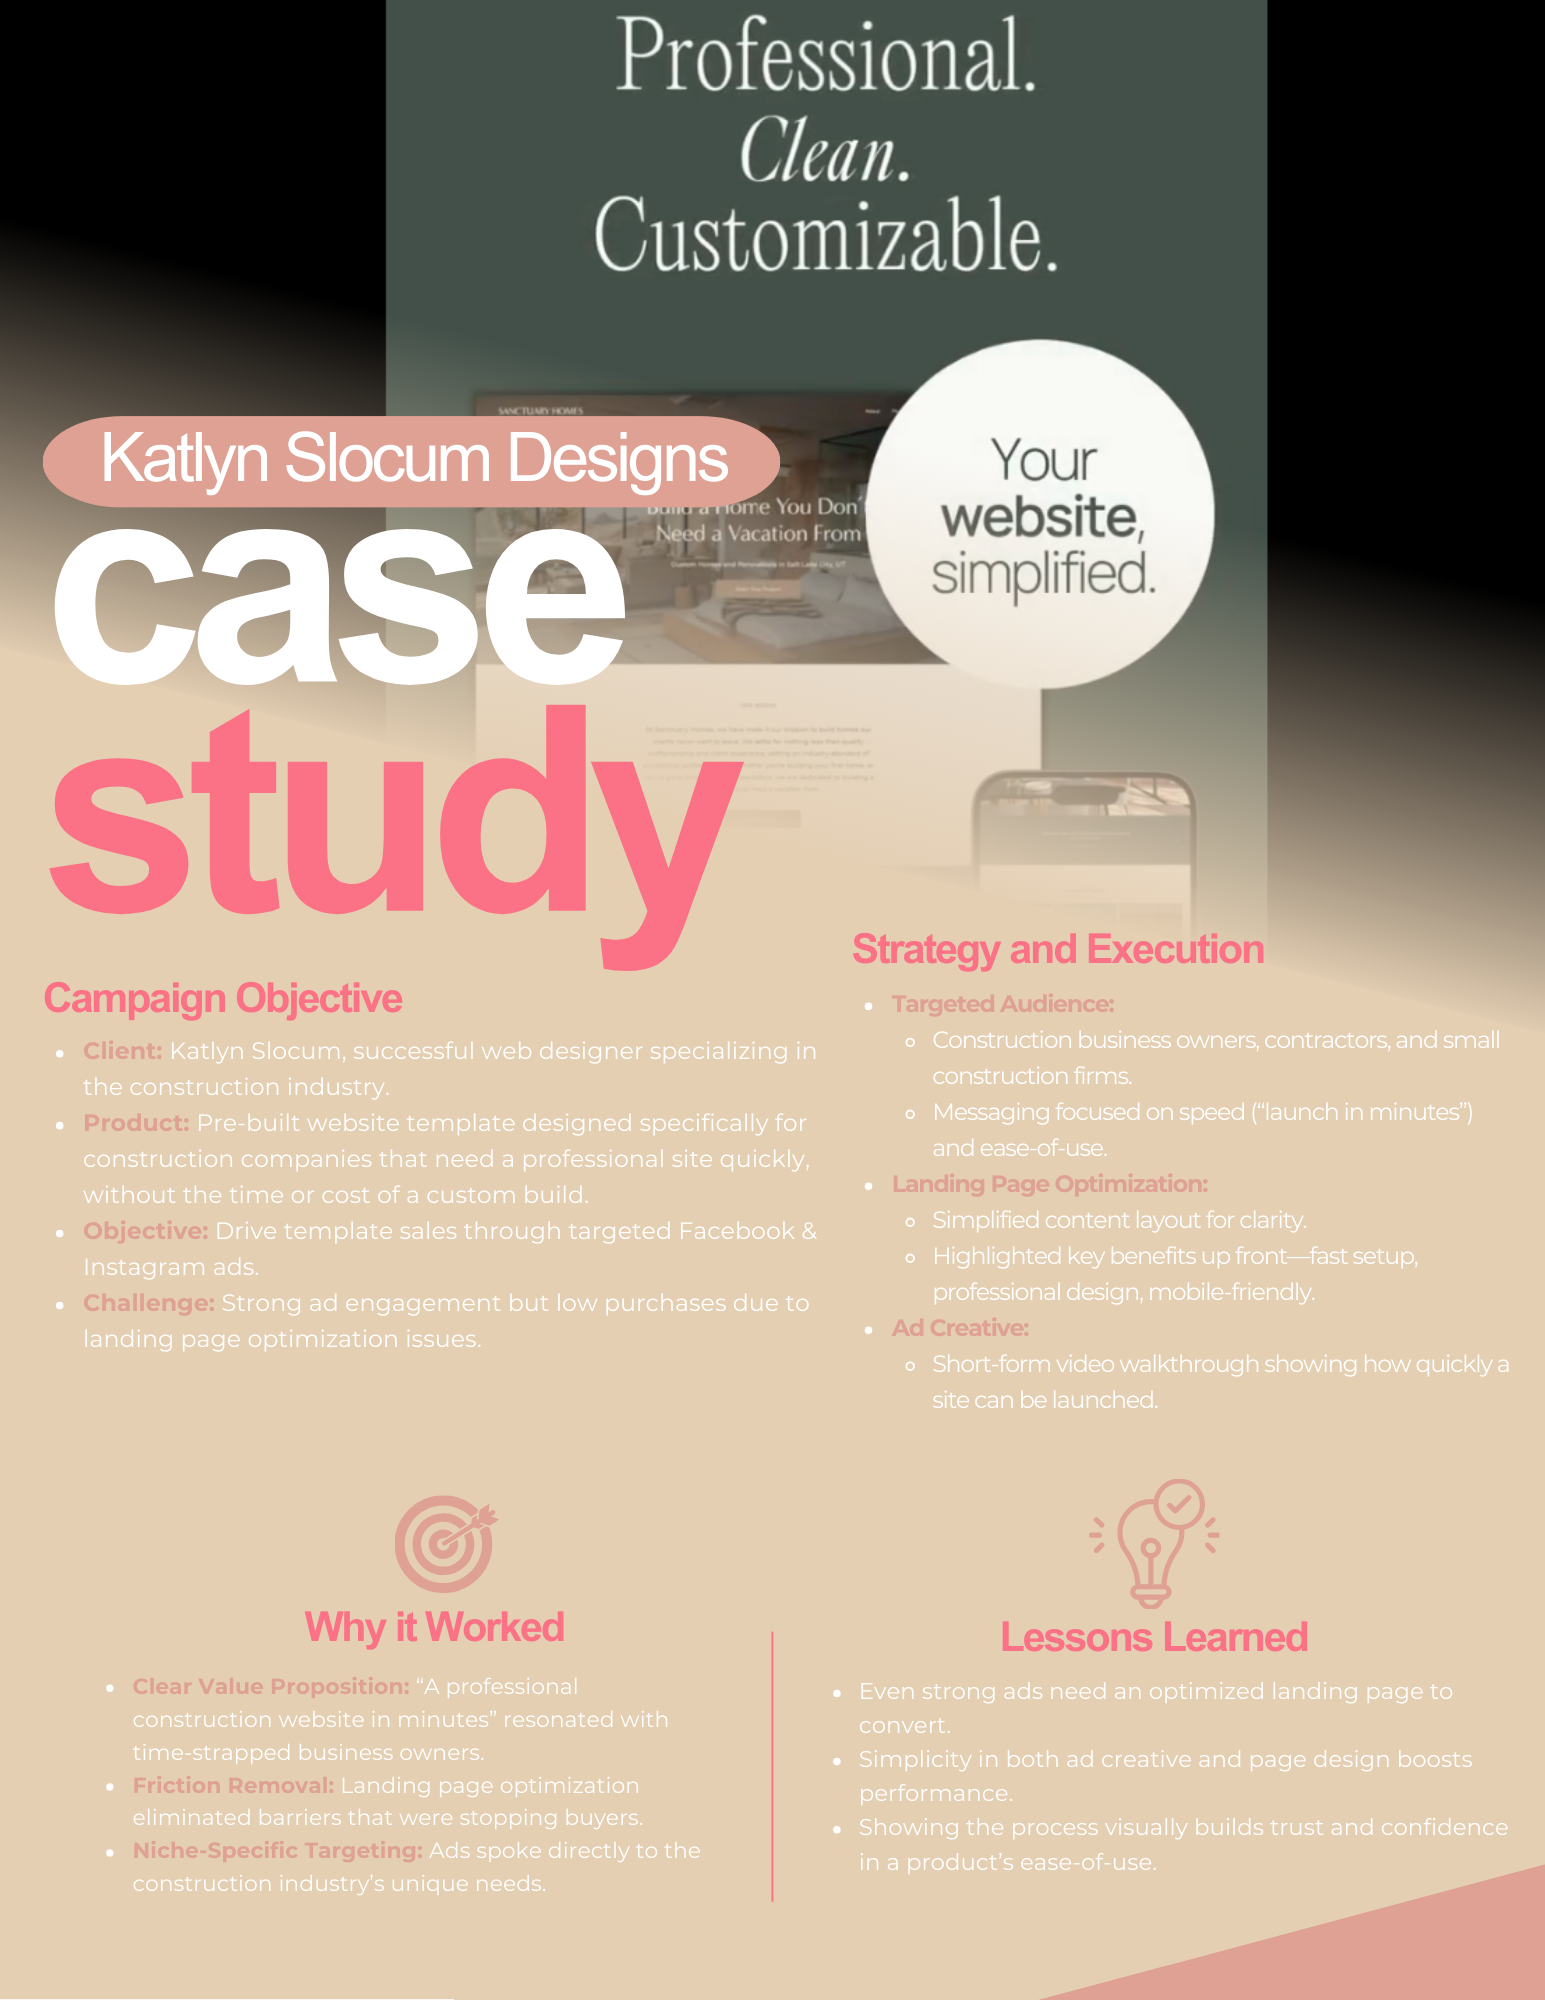 Professional.
Clean.
Customizable.
SANCTUARY HOMES
Katlyn Slocum Designs
Build a Home You Don't
Need a Vacation From
Custom Homes and Renovations in Salt Lake City, UT
Your
website,
simplified.
case
study
Campaign Objective
• Client: Katlyn Slocum, successful web designer specializing in
the construction industry.
• Product: Pre-built website template designed specifically for
construction companies that need a professional site quickly,
without the time or cost of a custom build.
• Objective: Drive template sales through targeted Facebook &
Instagram ads.
• Challenge: Strong ad engagement but low purchases due to
landing page optimization issues.
Strategy and Execution
• Targeted Audience:
◦ Construction business owners, contractors, and small
construction firms.
◦ Messaging focused on speed (“launch in minutes”)
and ease-of-use.
• Landing Page Optimization:
◦ Simplified content layout for clarity.
◦ Highlighted key benefits up front—fast setup,
professional design, mobile-friendly.
• Ad Creative:
◦ Short-form video walkthrough showing how quickly a
site can be launched.
Why it Worked
• Clear Value Proposition: “A professional
construction website in minutes” resonated with
time-strapped business owners.
• Friction Removal: Landing page optimization
eliminated barriers that were stopping buyers.
• Niche-Specific Targeting: Ads spoke directly to the
construction industry’s unique needs.
Lessons Learned
• Even strong ads need an optimized landing page to
convert.
• Simplicity in both ad creative and page design boosts
performance.
• Showing the process visually builds trust and confidence
in a product’s ease-of-use.